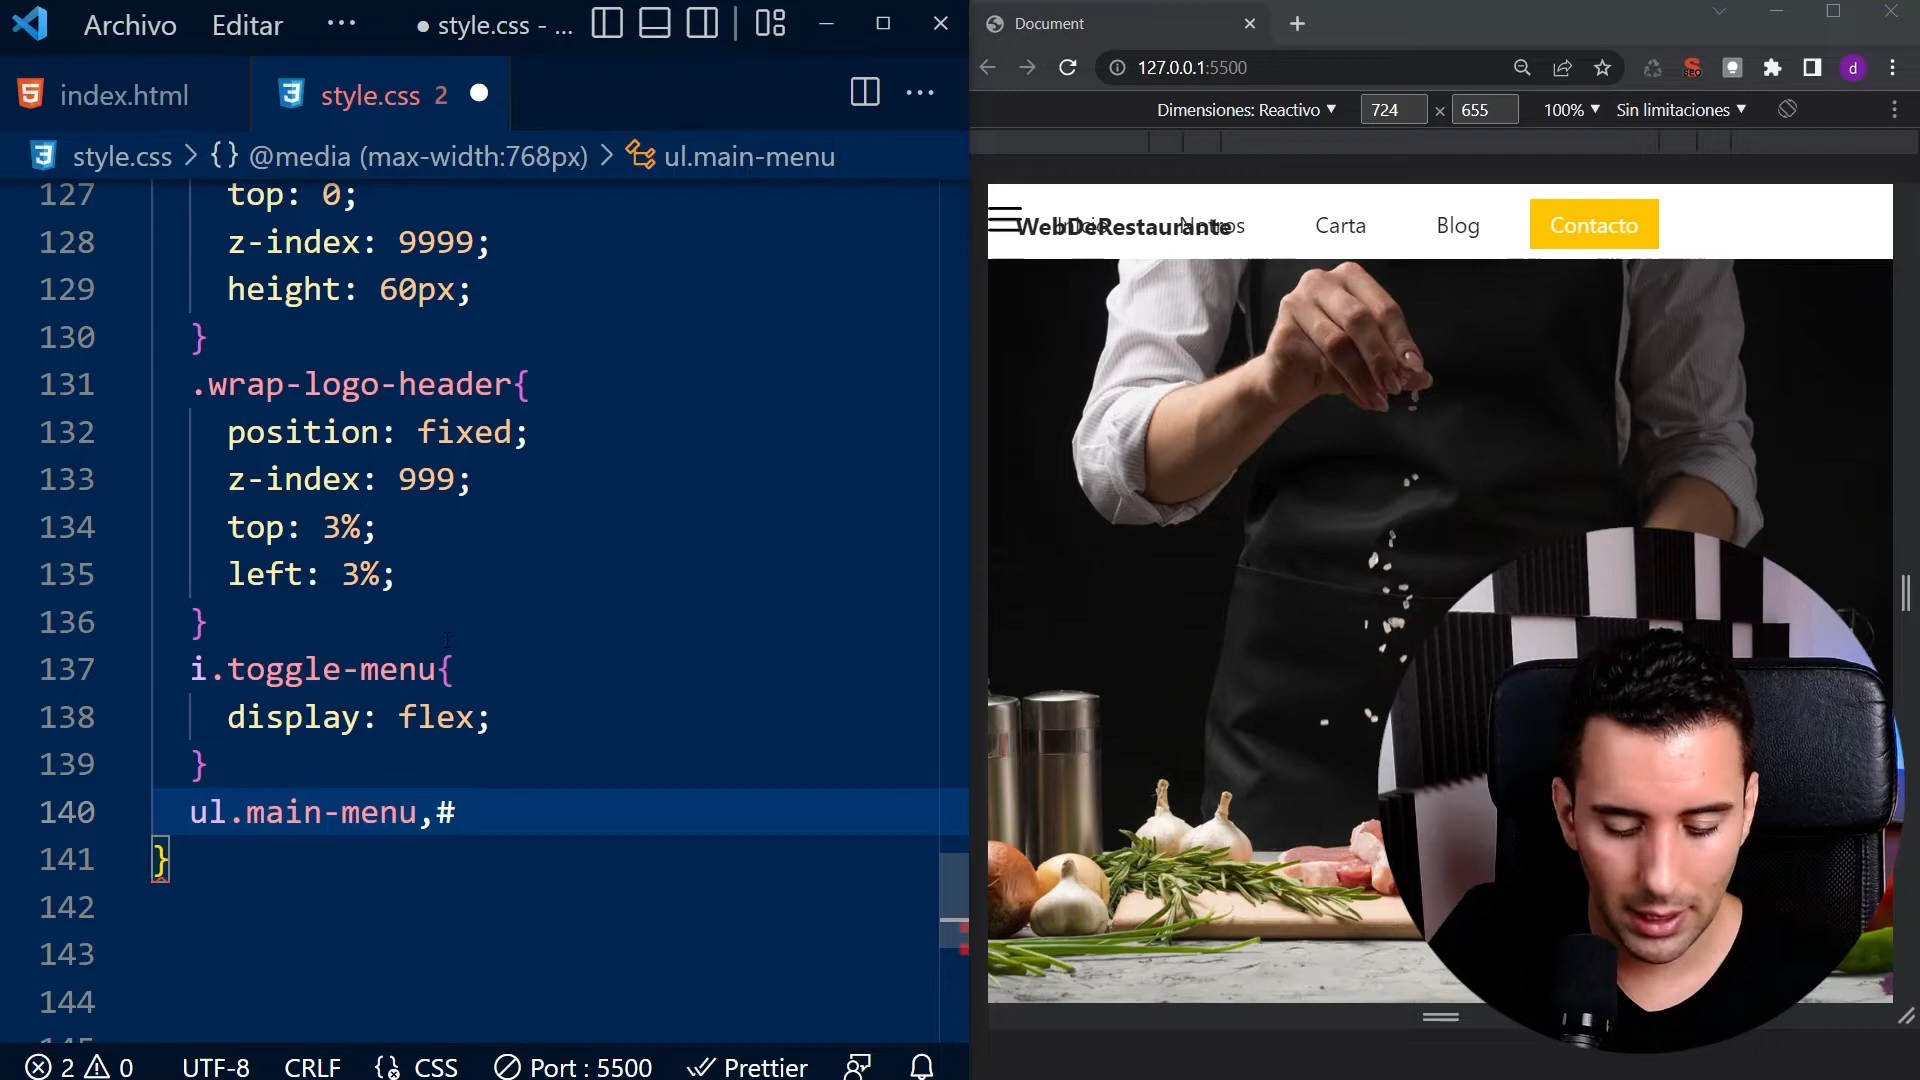 Archivo Editar ··· ● style.css - ...
index.html
style.css 2
style.css > {} @media (max-width:768px) > ul.main-menu
127 top: 0;
128 z-index: 9999;
129 height: 60px;
130 }
131 .wrap-logo-header{
132 position: fixed;
133 z-index: 999;
134 top: 3%;
135 left: 3%;
136 }
137 i.toggle-menu{
138 display: flex;
139 }
140 ul.main-menu,#
141 }
142
143
144
2 0 UTF-8 CRLF CSS Port : 5500 Prettier
Document
127.0.0.1:5500
SEO
d
Dimensiones: Reactivo ▼ 724 × 655 100% ▼ Sin limitaciones ▼
WebDeRestaurante Carta Blog Contacto